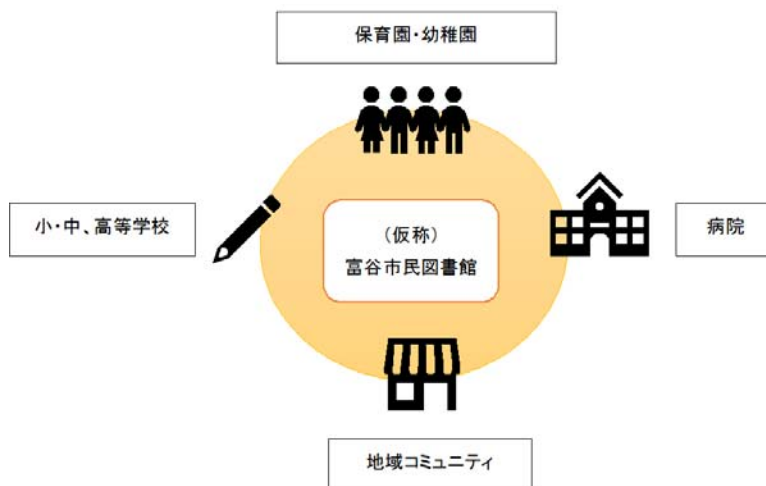 保育園・幼稚園
小・中、高等学校
(仮称)
富谷市民図書館
病院
地域コミュニティ